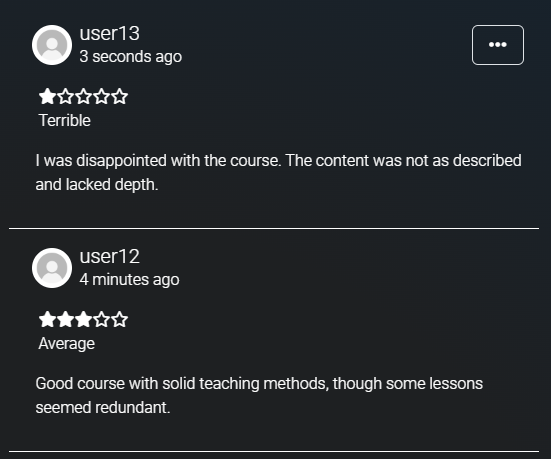 user13
3 seconds ago
Terrible
I was disappointed with the course. The content was not as described
and lacked depth.
user12
4 minutes ago
Average
Good course with solid teaching methods, though some lessons
seemed redundant.